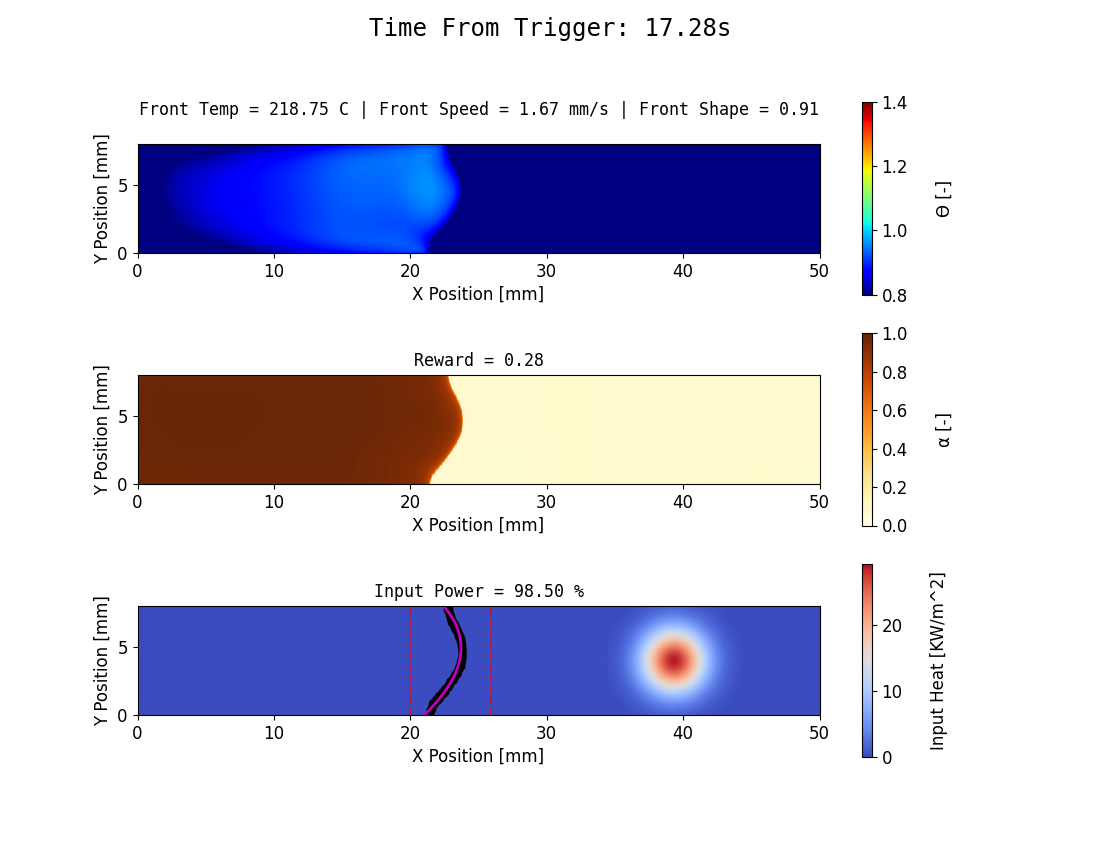 Time From Trigger: 17.28s
Front Temp = 218.75 C | Front Speed = 1.67 mm/s | Front Shape = 0.91
Y Position [mm]
5
0
0 10 20 30 40 50
X Position [mm]
1.4
1.2
1.0
0.8
Θ [-]
Reward = 0.28
Y Position [mm]
5
0
0 10 20 30 40 50
X Position [mm]
1.0
0.8
0.6
0.4
0.2
0.0
α [-]
Input Power = 98.50 %
Y Position [mm]
5
0
0 10 20 30 40 50
X Position [mm]
20
10
0
Input Heat [KW/m^2]